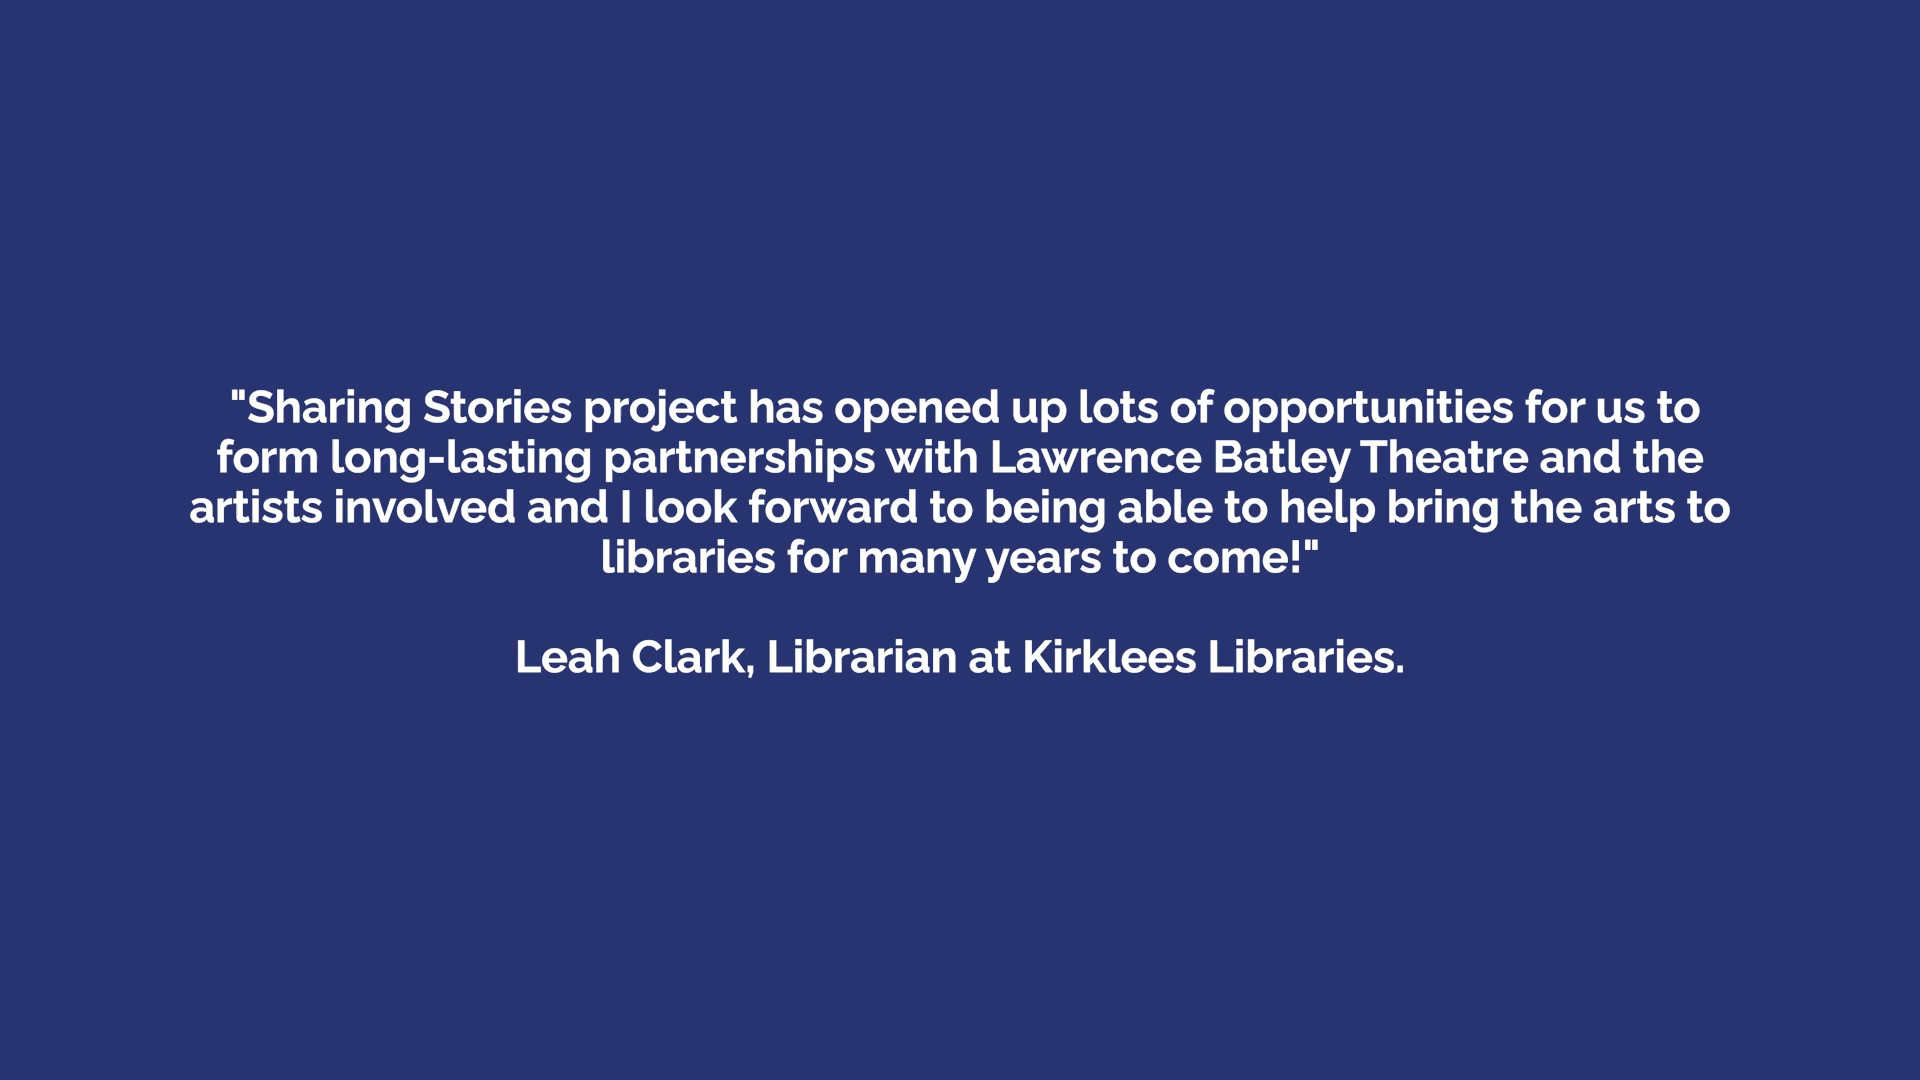 "Sharing Stories project has opened up lots of opportunities for us to
form long-lasting partnerships with Lawrence Batley Theatre and the
artists involved and I look forward to being able to help bring the arts to
libraries for many years to come!"
Leah Clark, Librarian at Kirklees Libraries.